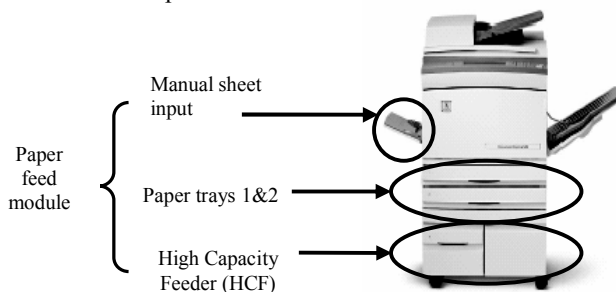 Manual sheet
input
Paper
feed
module
Paper trays 1&2
High Capacity
Feeder (HCF)